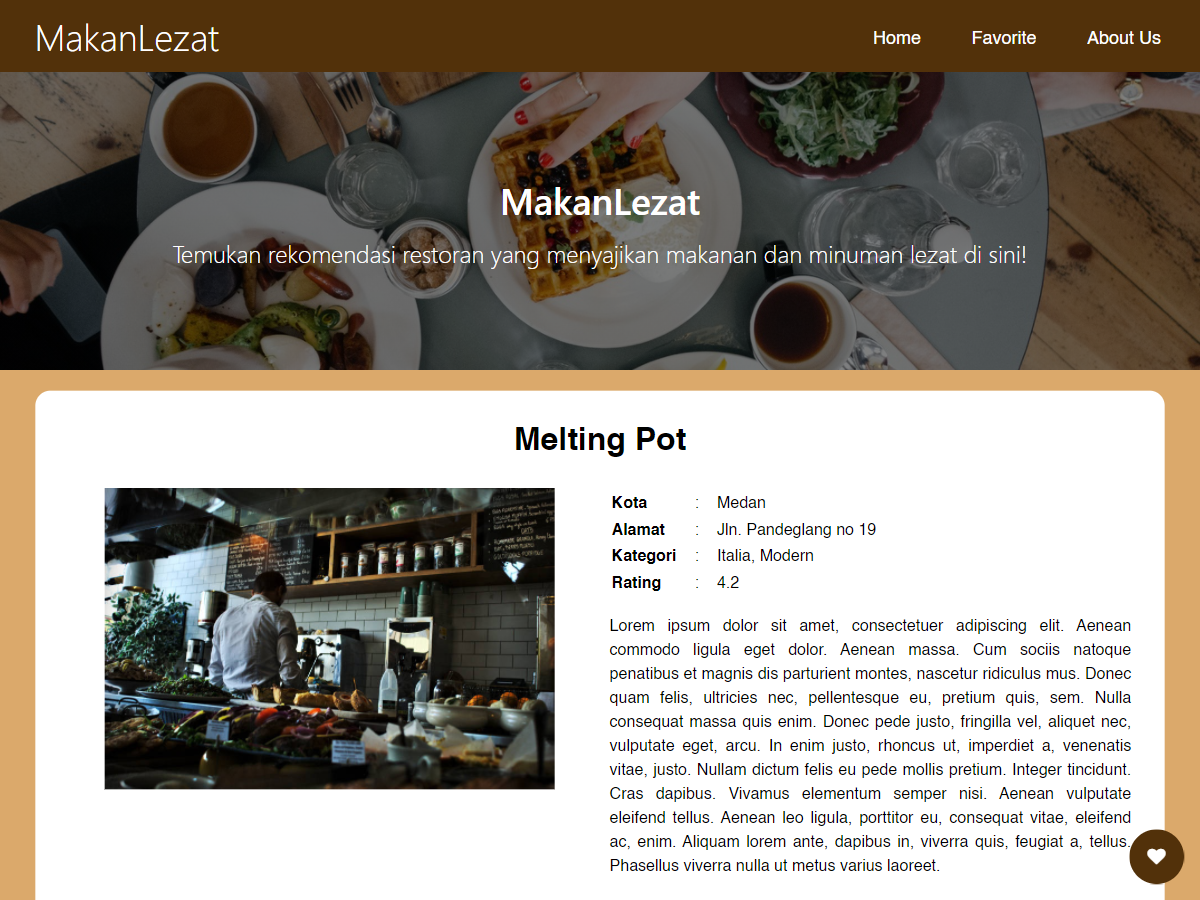 MakanLezat
Home Favorite About Us
MakanLezat
Temukan rekomendasi restoran yang menyajikan makanan dan minuman lezat di sini!
Melting Pot
Kota : Medan
Alamat : Jln. Pandeglang no 19
Kategori : Italia, Modern
Rating : 4.2
Lorem ipsum dolor sit amet, consectetuer adipiscing elit. Aenean
commodo ligula eget dolor. Aenean massa. Cum sociis natoque
penatibus et magnis dis parturient montes, nascetur ridiculus mus. Donec
quam felis, ultricies nec, pellentesque eu, pretium quis, sem. Nulla
consequat massa quis enim. Donec pede justo, fringilla vel, aliquet nec,
vulputate eget, arcu. In enim justo, rhoncus ut, imperdiet a, venenatis
vitae, justo. Nullam dictum felis eu pede mollis pretium. Integer tincidunt.
Cras dapibus. Vivamus elementum semper nisi. Aenean vulputate
eleifend tellus. Aenean leo ligula, porttitor eu, consequat vitae, eleifend
ac, enim. Aliquam lorem ante, dapibus in, viverra quis, feugiat a, tellus.
Phasellus viverra nulla ut metus varius laoreet.